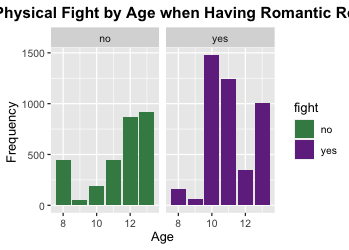 Physical Fight by Age when Having Romantic Re
no
yes
1500
1000
500
0
Frequency
8
10
12
8
10
12
Age
fight
no
yes